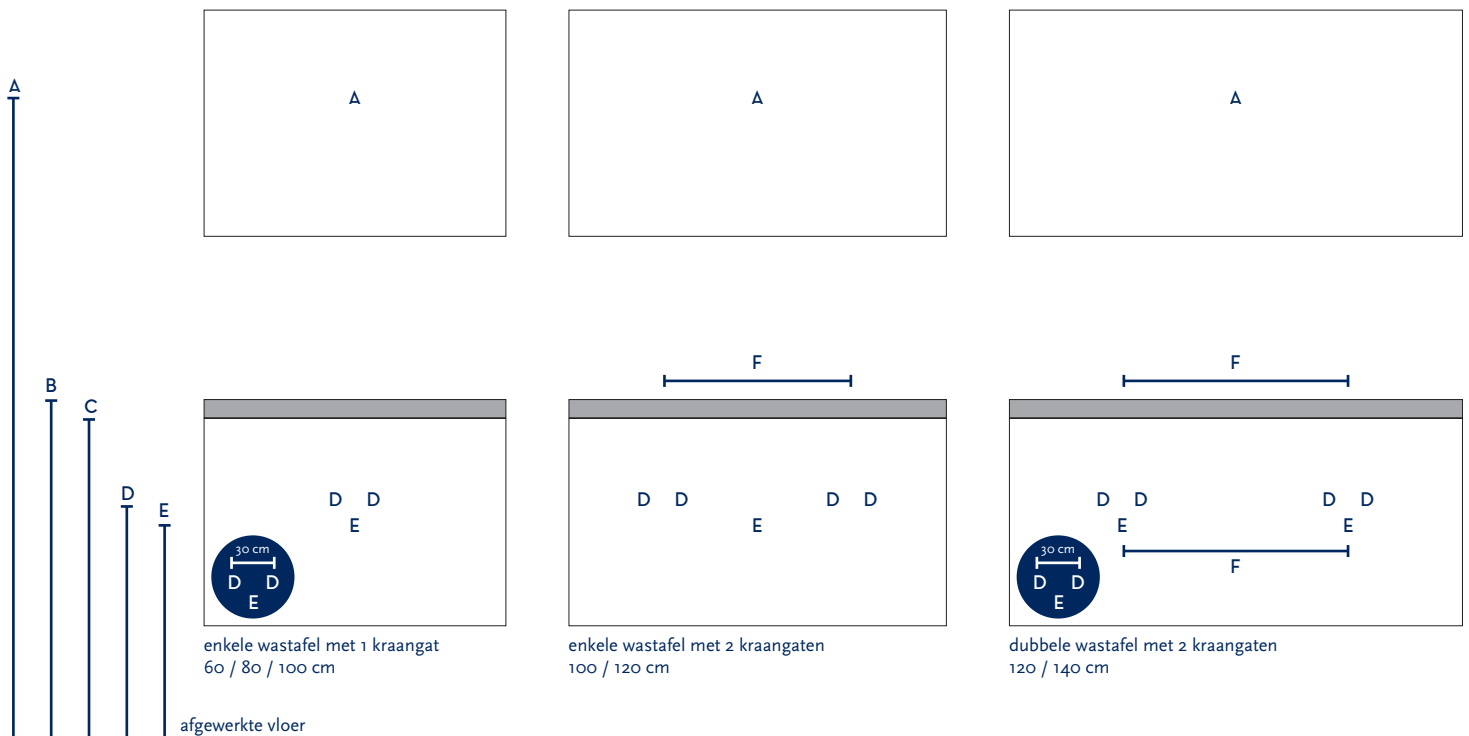 A
A
A
A
F
F
B
C
D
E
D D
E
30 cm
D D
E
D D D D
E
D D D D
E E
F
30 cm
D D
E
enkele wastafel met 1 kraangat
60 / 80 / 100 cm
enkele wastafel met 2 kraangaten
100 / 120 cm
dubbele wastafel met 2 kraangaten
120 / 140 cm
afgewerkte vloer